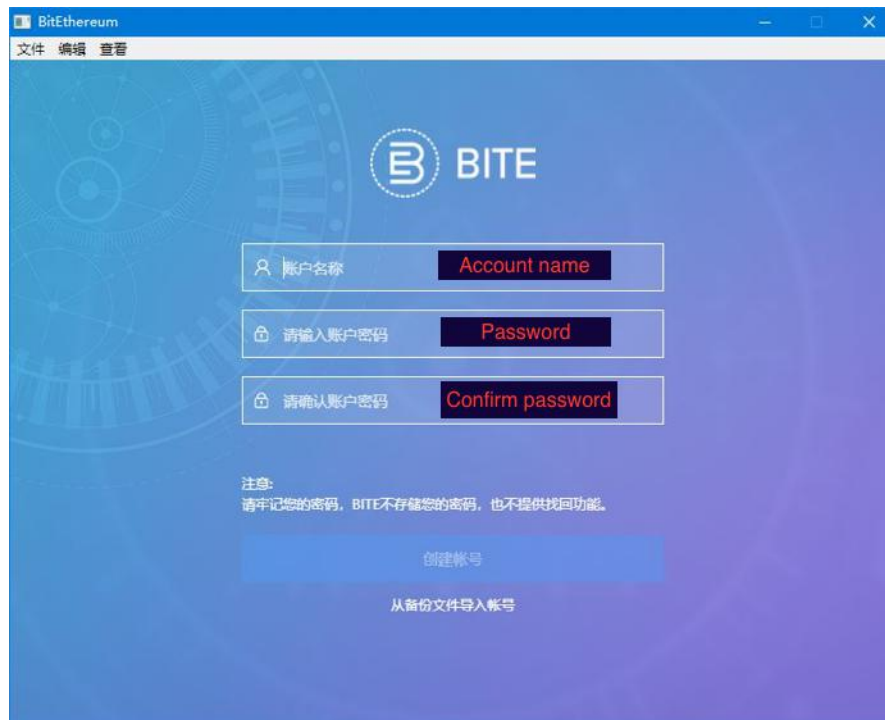 BitEthereum
文件 编辑 查看
BITE
账户名称 Account name
请输入账户密码 Password
请确认账户密码 Confirm password
注意:
请牢记您的密码，BITE不存储您的密码，也不提供找回功能。
创建帐号
从备份文件导入帐号